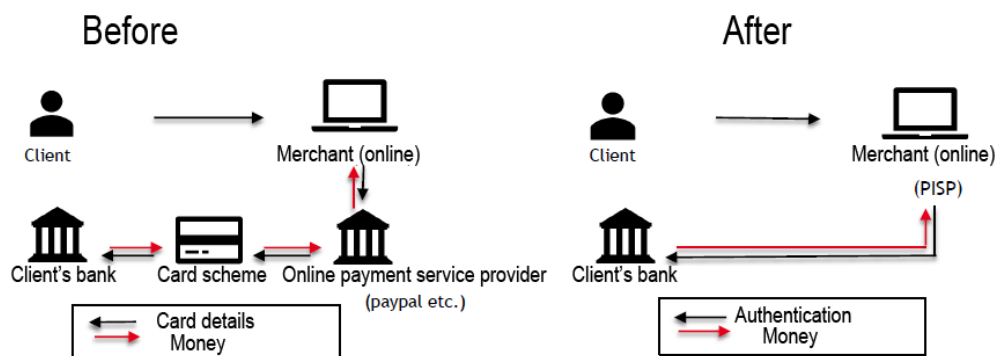 Before
Client
Merchant (online)
Client's bank
Card scheme
Online payment service provider
(paypal etc.)
Card details
Money
After
Client
Merchant (online)
(PISP)
Client's bank
Authentication
Money